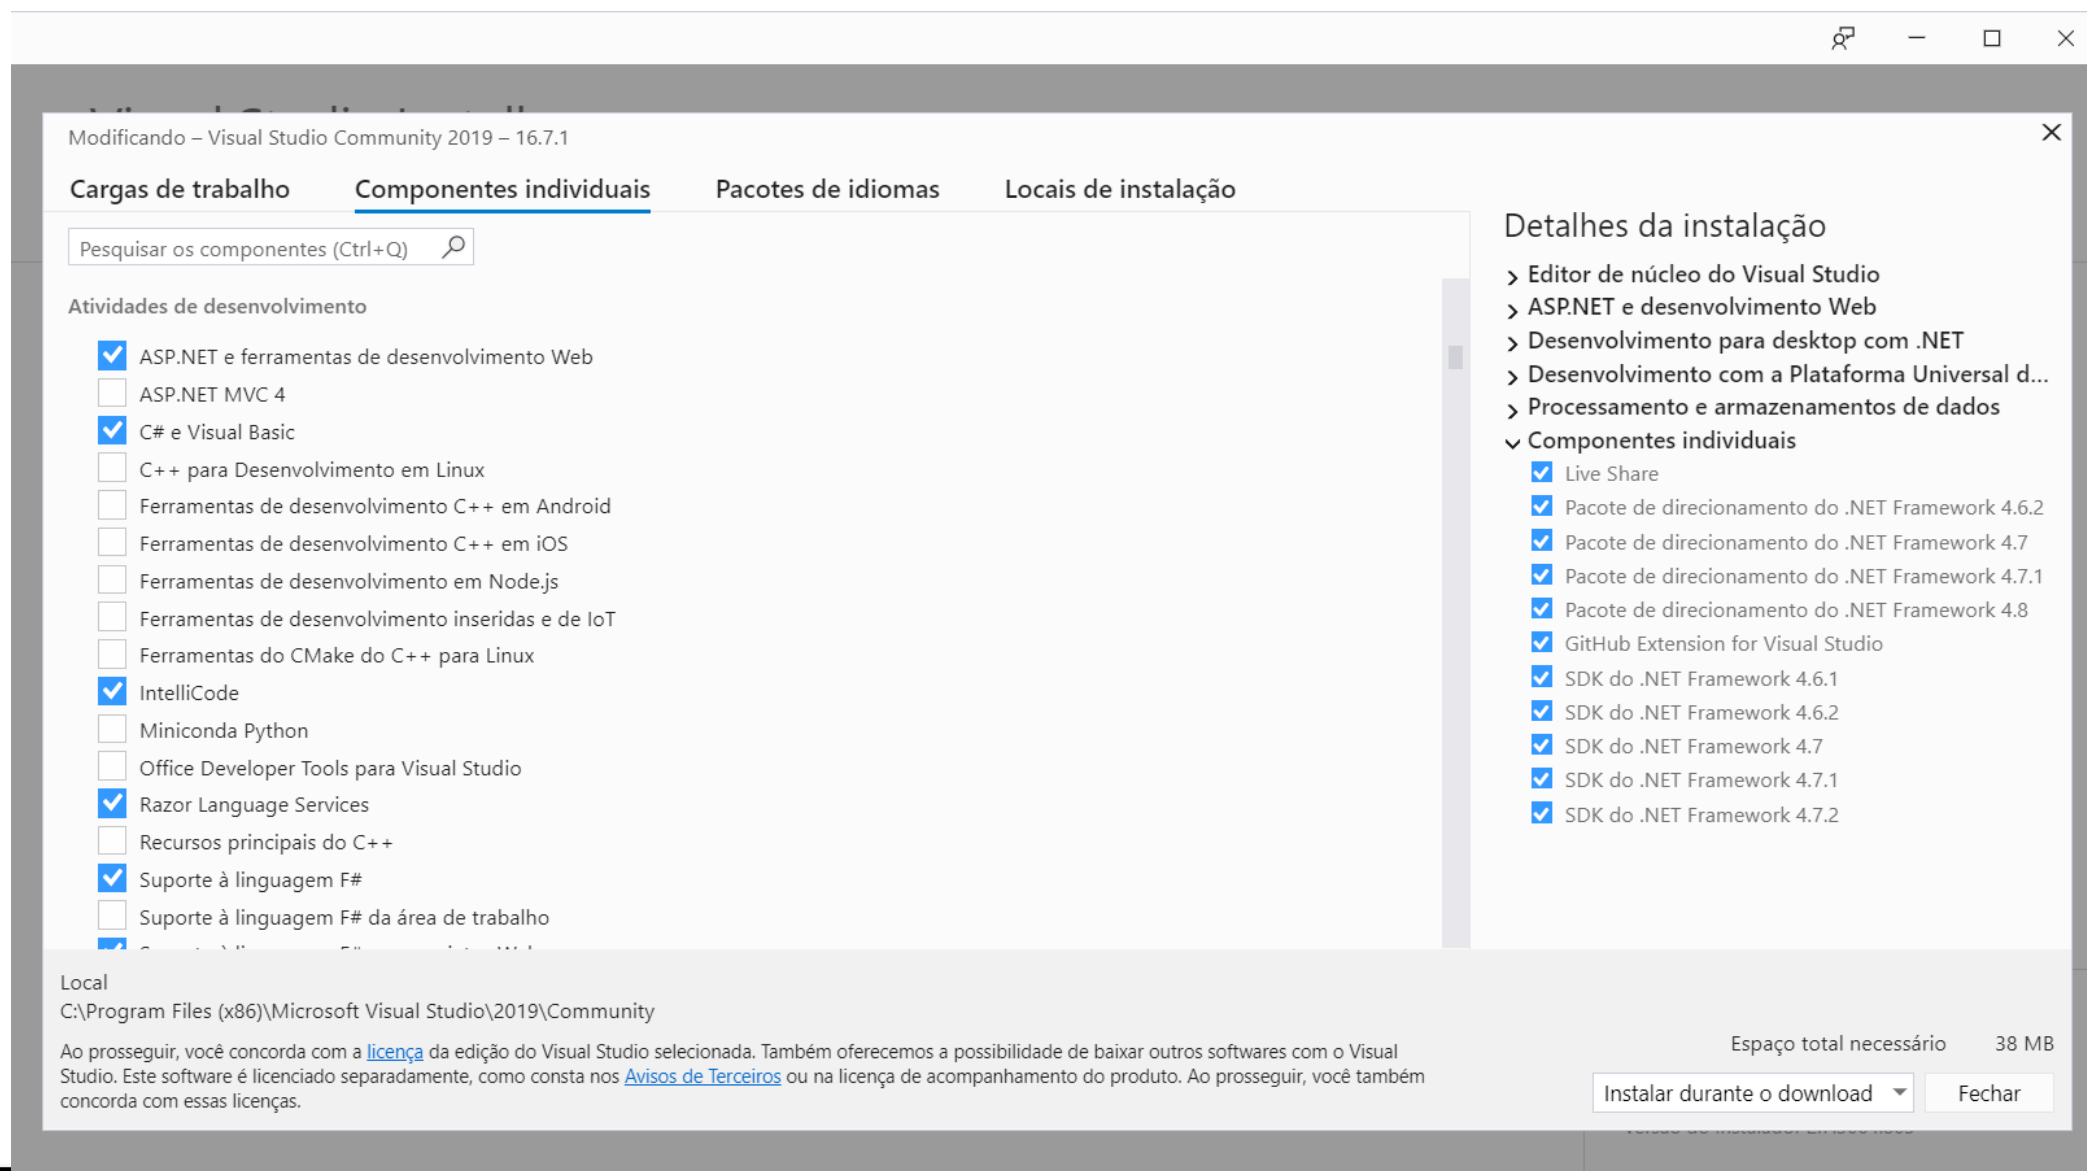 Modificando – Visual Studio Community 2019 – 16.7.1
Cargas de trabalho
Componentes individuais
Pacotes de idiomas
Locais de instalação
Pesquisar os componentes (Ctrl+Q)
Atividades de desenvolvimento
ASP.NET e ferramentas de desenvolvimento Web
ASP.NET MVC 4
C# e Visual Basic
C++ para Desenvolvimento em Linux
Ferramentas de desenvolvimento C++ em Android
Ferramentas de desenvolvimento C++ em iOS
Ferramentas de desenvolvimento em Node.js
Ferramentas de desenvolvimento inseridas e de IoT
Ferramentas do CMake do C++ para Linux
IntelliCode
Miniconda Python
Office Developer Tools para Visual Studio
Razor Language Services
Recursos principais do C++
Suporte à linguagem F#
Suporte à linguagem F# da área de trabalho
Detalhes da instalação
Editor de núcleo do Visual Studio
ASP.NET e desenvolvimento Web
Desenvolvimento para desktop com .NET
Desenvolvimento com a Plataforma Universal d...
Processamento e armazenamentos de dados
Componentes individuais
Live Share
Pacote de direcionamento do .NET Framework 4.6.2
Pacote de direcionamento do .NET Framework 4.7
Pacote de direcionamento do .NET Framework 4.7.1
Pacote de direcionamento do .NET Framework 4.8
GitHub Extension for Visual Studio
SDK do .NET Framework 4.6.1
SDK do .NET Framework 4.6.2
SDK do .NET Framework 4.7
SDK do .NET Framework 4.7.1
SDK do .NET Framework 4.7.2
Local
C:\Program Files (x86)\Microsoft Visual Studio\2019\Community
Ao prosseguir, você concorda com a licença da edição do Visual Studio selecionada. Também oferecemos a possibilidade de baixar outros softwares com o Visual
Studio. Este software é licenciado separadamente, como consta nos Avisos de Terceiros ou na licença de acompanhamento do produto. Ao prosseguir, você também
concorda com essas licenças.
Espaço total necessário 38 MB
Instalar durante o download
Fechar